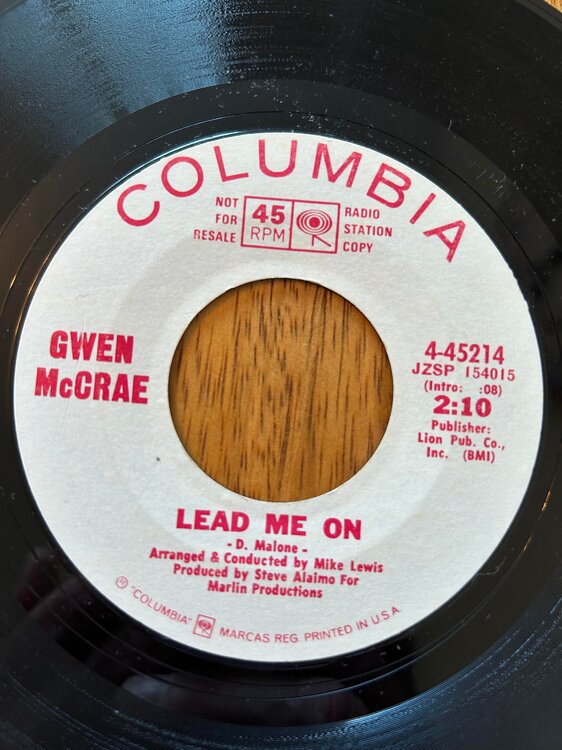 COLUMBIA
NOT
FOR
RESALE
45
RPM
RADIO
STATION
COPY
GWEN
McCRAE
4-45214
JZSP 154015
(Intro: :08)
2:10
Publisher:
Lion Pub. Co.,
Inc. (BMI)
LEAD ME ON
- D. Malone -
Arranged & Conducted by Mike Lewis
Produced by Steve Alaimo For
Marlin Productions
"COLUMBIA" MARCAS REG. PRINTED IN U.S.A.